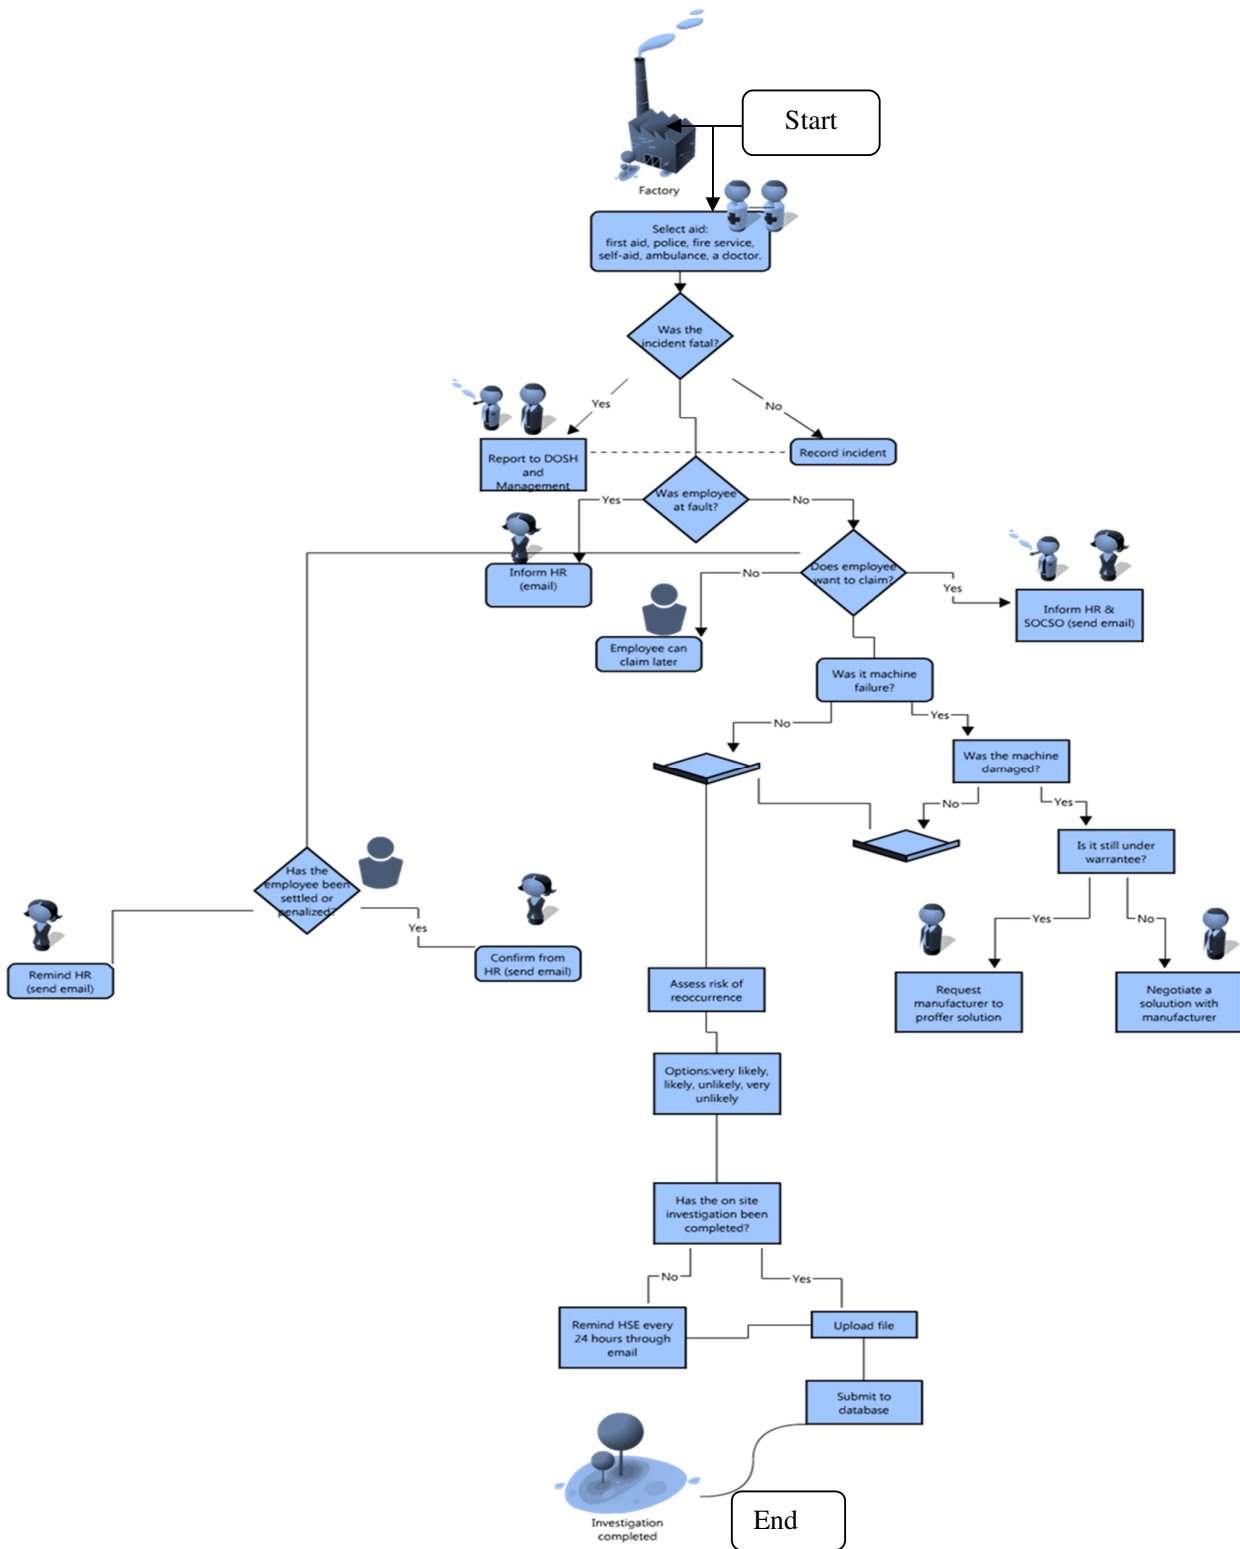 Start
Factory
Select aid:
first aid, police, fire service,
self-aid, ambulance, a doctor.
Was the
incident fatal?
Yes
No
Report to DOSH
and
Management
Record incident
Was employee
at fault?
Yes
No
Inform HR
(email)
Does employee
want to claim?
No
Yes
Employee can
claim later
Inform HR &
SOCSO (send email)
Was it machine
failure?
No
Yes
Was the machine
damaged?
No
Yes
Is it still under
warrantee?
Has the
employee been
settled or
penalized?
Yes
Remind HR
(send email)
Confirm from
HR (send email)
Yes
No
Request
manufacturer to
proffer solution
Negotiate a
soluution with
manufacturer
Assess risk of
reoccurrence
Options:very likely,
likely, unlikely, very
unlikely
Has the on site
investigation been
completed?
No
Yes
Remind HSE every
24 hours through
email
Upload file
Submit to
database
Investigation
completed
End